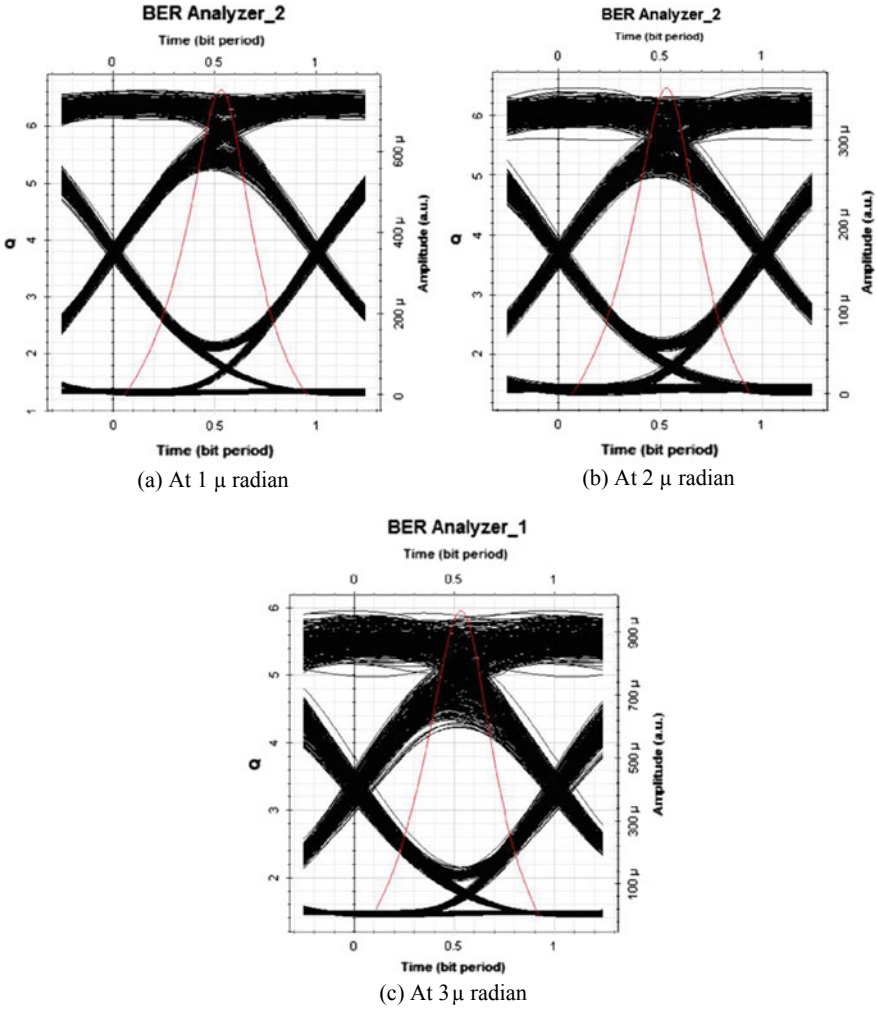 BER Analyzer_2
Time (bit period)
0 0.5 1
Q
1 2 3 4 5 6
0 200 µ 400 µ 600 µ
Amplitude (a.u.)
0 0.5 1
Time (bit period)
(a) At 1 µ radian
BER Analyzer_2
Time (bit period)
0 0.5 1
Q
2 3 4 5 6
0 100 µ 200 µ 300 µ
Amplitude (a.u.)
0 0.5 1
Time (bit period)
(b) At 2 µ radian
BER Analyzer_1
Time (bit period)
0 0.5 1
Q
2 3 4 5 6
100 µ 300 µ 500 µ 700 µ 900 µ
Amplitude (a.u.)
0 0.5 1
Time (bit period)
(c) At 3 µ radian